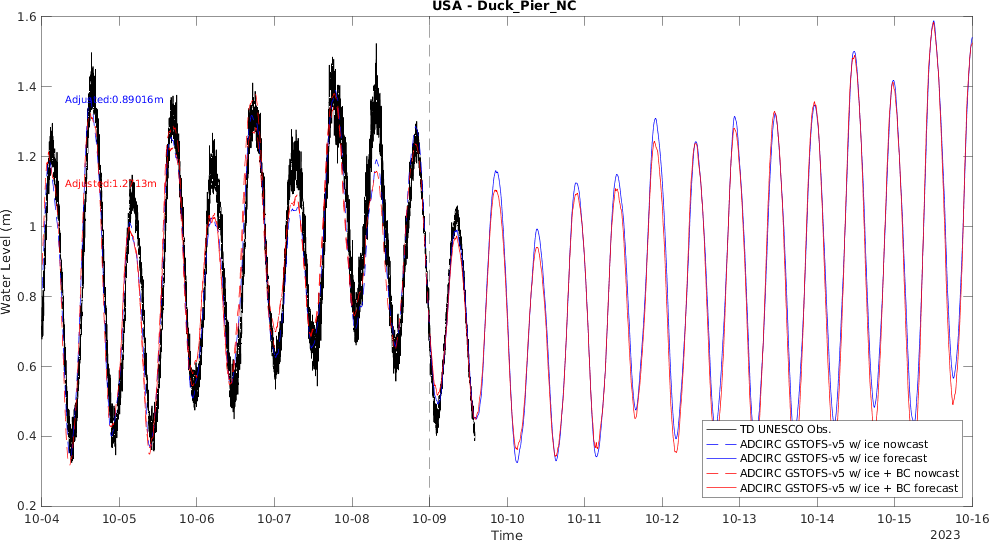 USA - Duck_Pier_NC
1.6
1.4
1.2
1
0.8
0.6
0.4
0.2
Water Level (m)
Adjusted:0.89016m
TD UNESCO Obs.
ADCIRC GSTOFS-v5 w/ ice nowcast
ADCIRC GSTOFS-v5 w/ ice forecast
ADCIRC GSTOFS-v5 w/ ice + BC nowcast
ADCIRC GSTOFS-v5 w/ ice + BC forecast
10-04 10-05 10-06 10-07 10-08 10-09 10-10 10-11 10-12 10-13 10-14 10-15 10-16
Time
2023